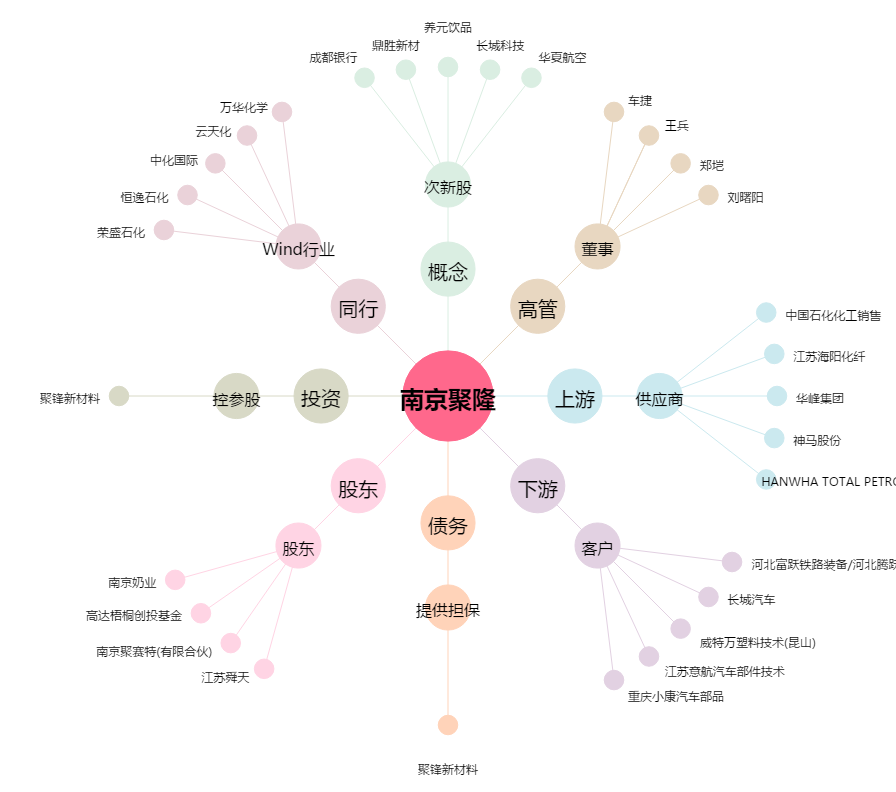 养元饮品
鼎胜新材
长城科技
成都银行
华夏航空
万华化学
车捷
云天化
王兵
中化国际
郑垲
恒逸石化
次新股
刘曙阳
荣盛石化
Wind行业
董事
概念
同行
高管
中国石化化工销售
江苏海阳化纤
聚锋新材料
控参股
投资
南京聚隆
上游
供应商
华峰集团
神马股份
HANWHA TOTAL PETRO
股东
下游
债务
股东
客户
河北富跃铁路装备/河北腾跃
南京奶业
长城汽车
高达梧桐创投基金
提供担保
威特万塑料技术(昆山)
南京聚赛特(有限合伙)
江苏意航汽车部件技术
江苏舜天
重庆小康汽车部品
聚锋新材料